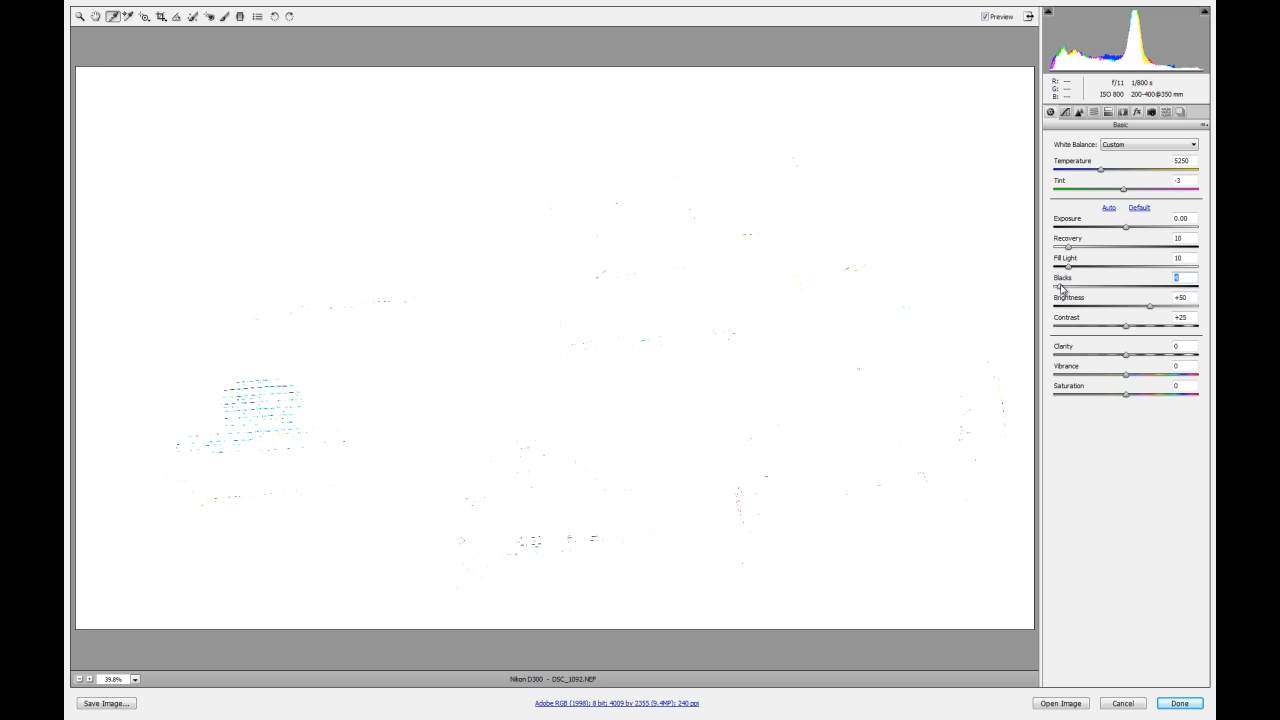 Preview
R: ---
G: ---
B: ---
f/11 1/800 s
ISO 800 200-400@350 mm
fx
Basic
White Balance: Custom
Temperature 5250
Tint -3
Auto Default
Exposure 0.00
Recovery 10
Fill Light 10
Blacks
Brightness +50
Contrast +25
Clarity 0
Vibrance 0
Saturation 0
39.8%
Nikon D300 - DSC_1092.NEF
Save Image...
Adobe RGB (1998); 8 bit; 4009 by 2355 (9.4MP); 240 ppi
Open Image
Cancel
Done